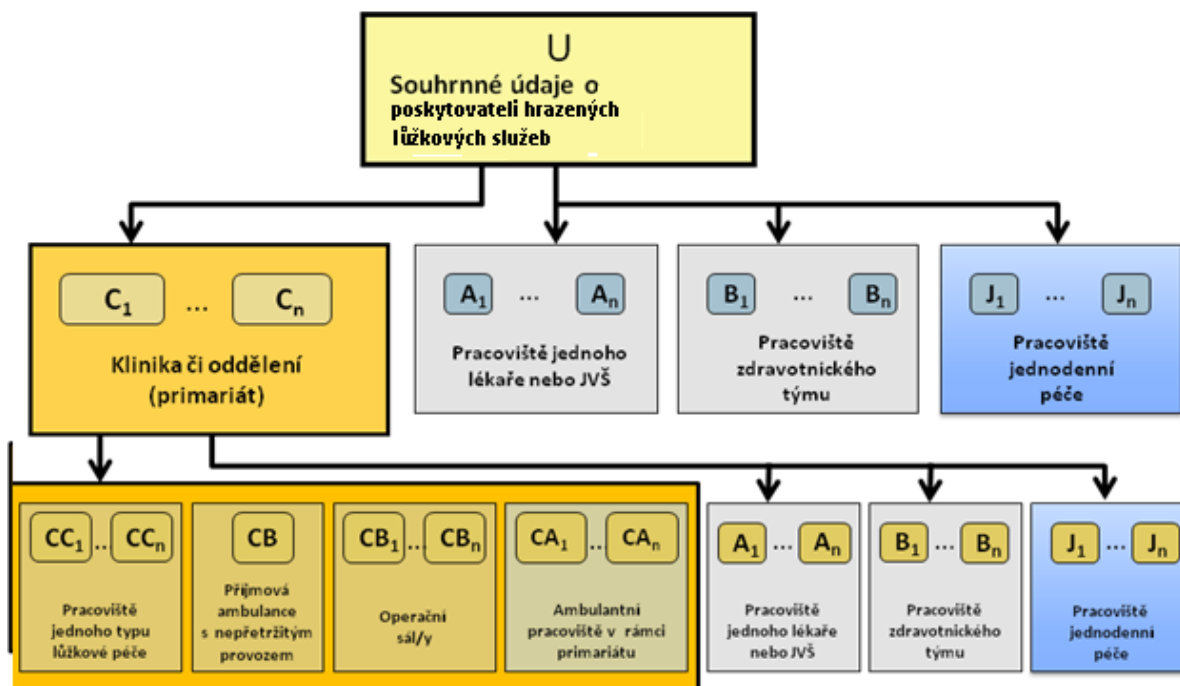 U
Souhrnné údaje o
poskytovateli hrazených
lůžkových služeb
C1 ... Cn
Klinika či oddělení
(primariát)
A1 ... An
Pracoviště jednoho
lékaře nebo JVŠ
B1 ... Bn
Pracoviště
zdravotnického
týmu
J1 ... Jn
Pracoviště
jednodenní
péče
CC1 ... CCn
Pracoviště
jednoho typu
lůžkové péče
CB
Příjmová
ambulance
s nepřetržitým
provozem
CB1 ... CBn
Operační
sál/y
CA1 ... CAn
Ambulantní
pracoviště v rámci
primariátu
A1 ... An
Pracoviště
jednoho lékaře
nebo JVŠ
B1 ... Bn
Pracoviště
zdravotnického
týmu
J1 ... Jn
Pracoviště
jednodenní
péče